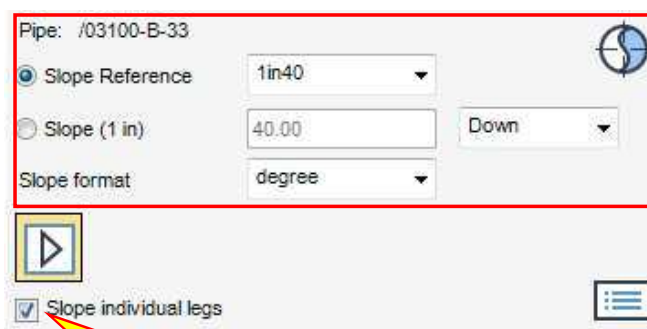 Pipe: /03100-B-33
Slope Reference 1in40
Slope (1 in) 40.00 Down
Slope format degree
Slope individual legs